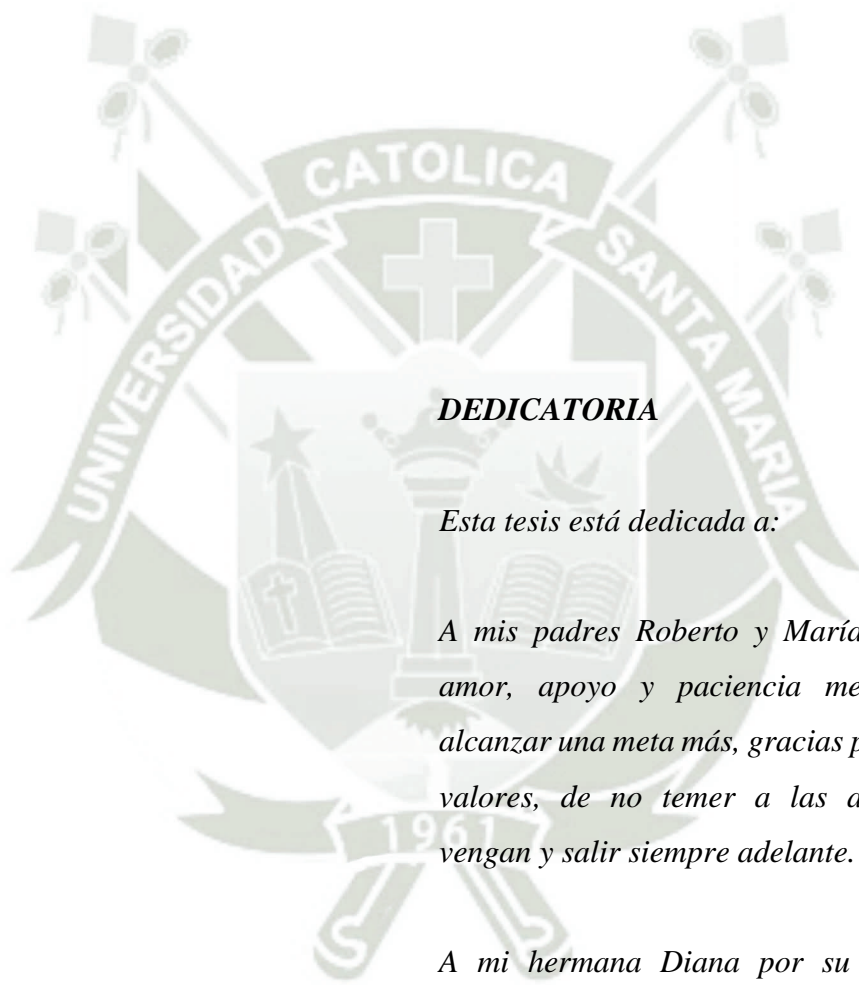 UNIVERSIDAD CATOLICA SANTA MARIA
DEDICATORIA
Esta tesis está dedicada a:
A mis padres Roberto y María
amor, apoyo y paciencia me
alcanzar una meta más, gracias
valores, de no temer a las
vengan y salir siempre adelante.
1961
A mi hermana Diana por su